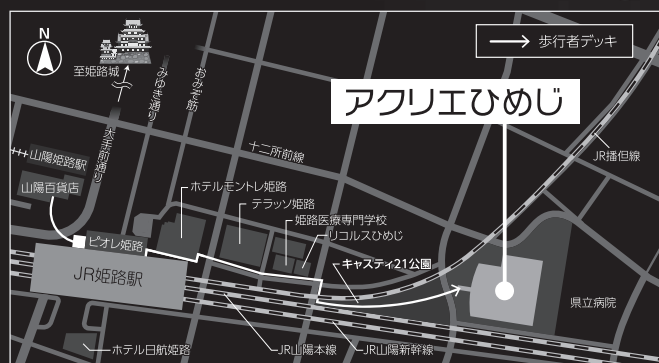 N
至姫路城
みゆき通り
おみぞ筋
大手前通り
歩行者デッキ
アクリエひめじ
十二所前線
JR播但線
山陽姫路駅
山陽百貨店
ホテルモントレ姫路
テラッソ姫路
姫路医療専門学校
リコルスひめじ
ピオレ姫路
キャスティ21公園
JR姫路駅
県立病院
ホテル日航姫路
JR山陽本線
JR山陽新幹線